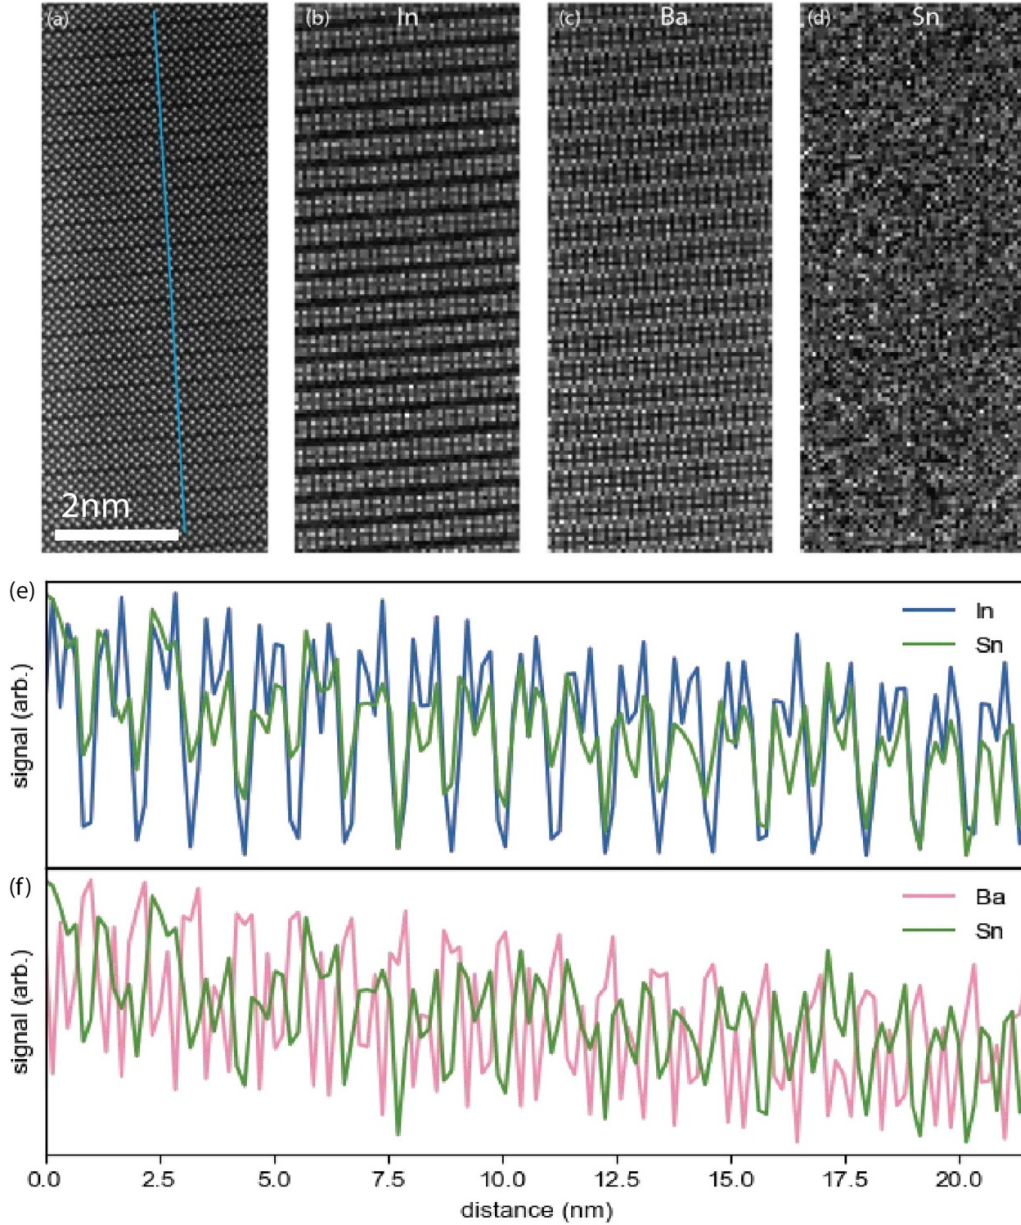 (a) (b) In (c) Ba (d) Sn
2nm
(e)
In
Sn
signal (arb.)
(f)
Ba
Sn
signal (arb.)
0.0 2.5 5.0 7.5 10.0 12.5 15.0 17.5 20.0
distance (nm)